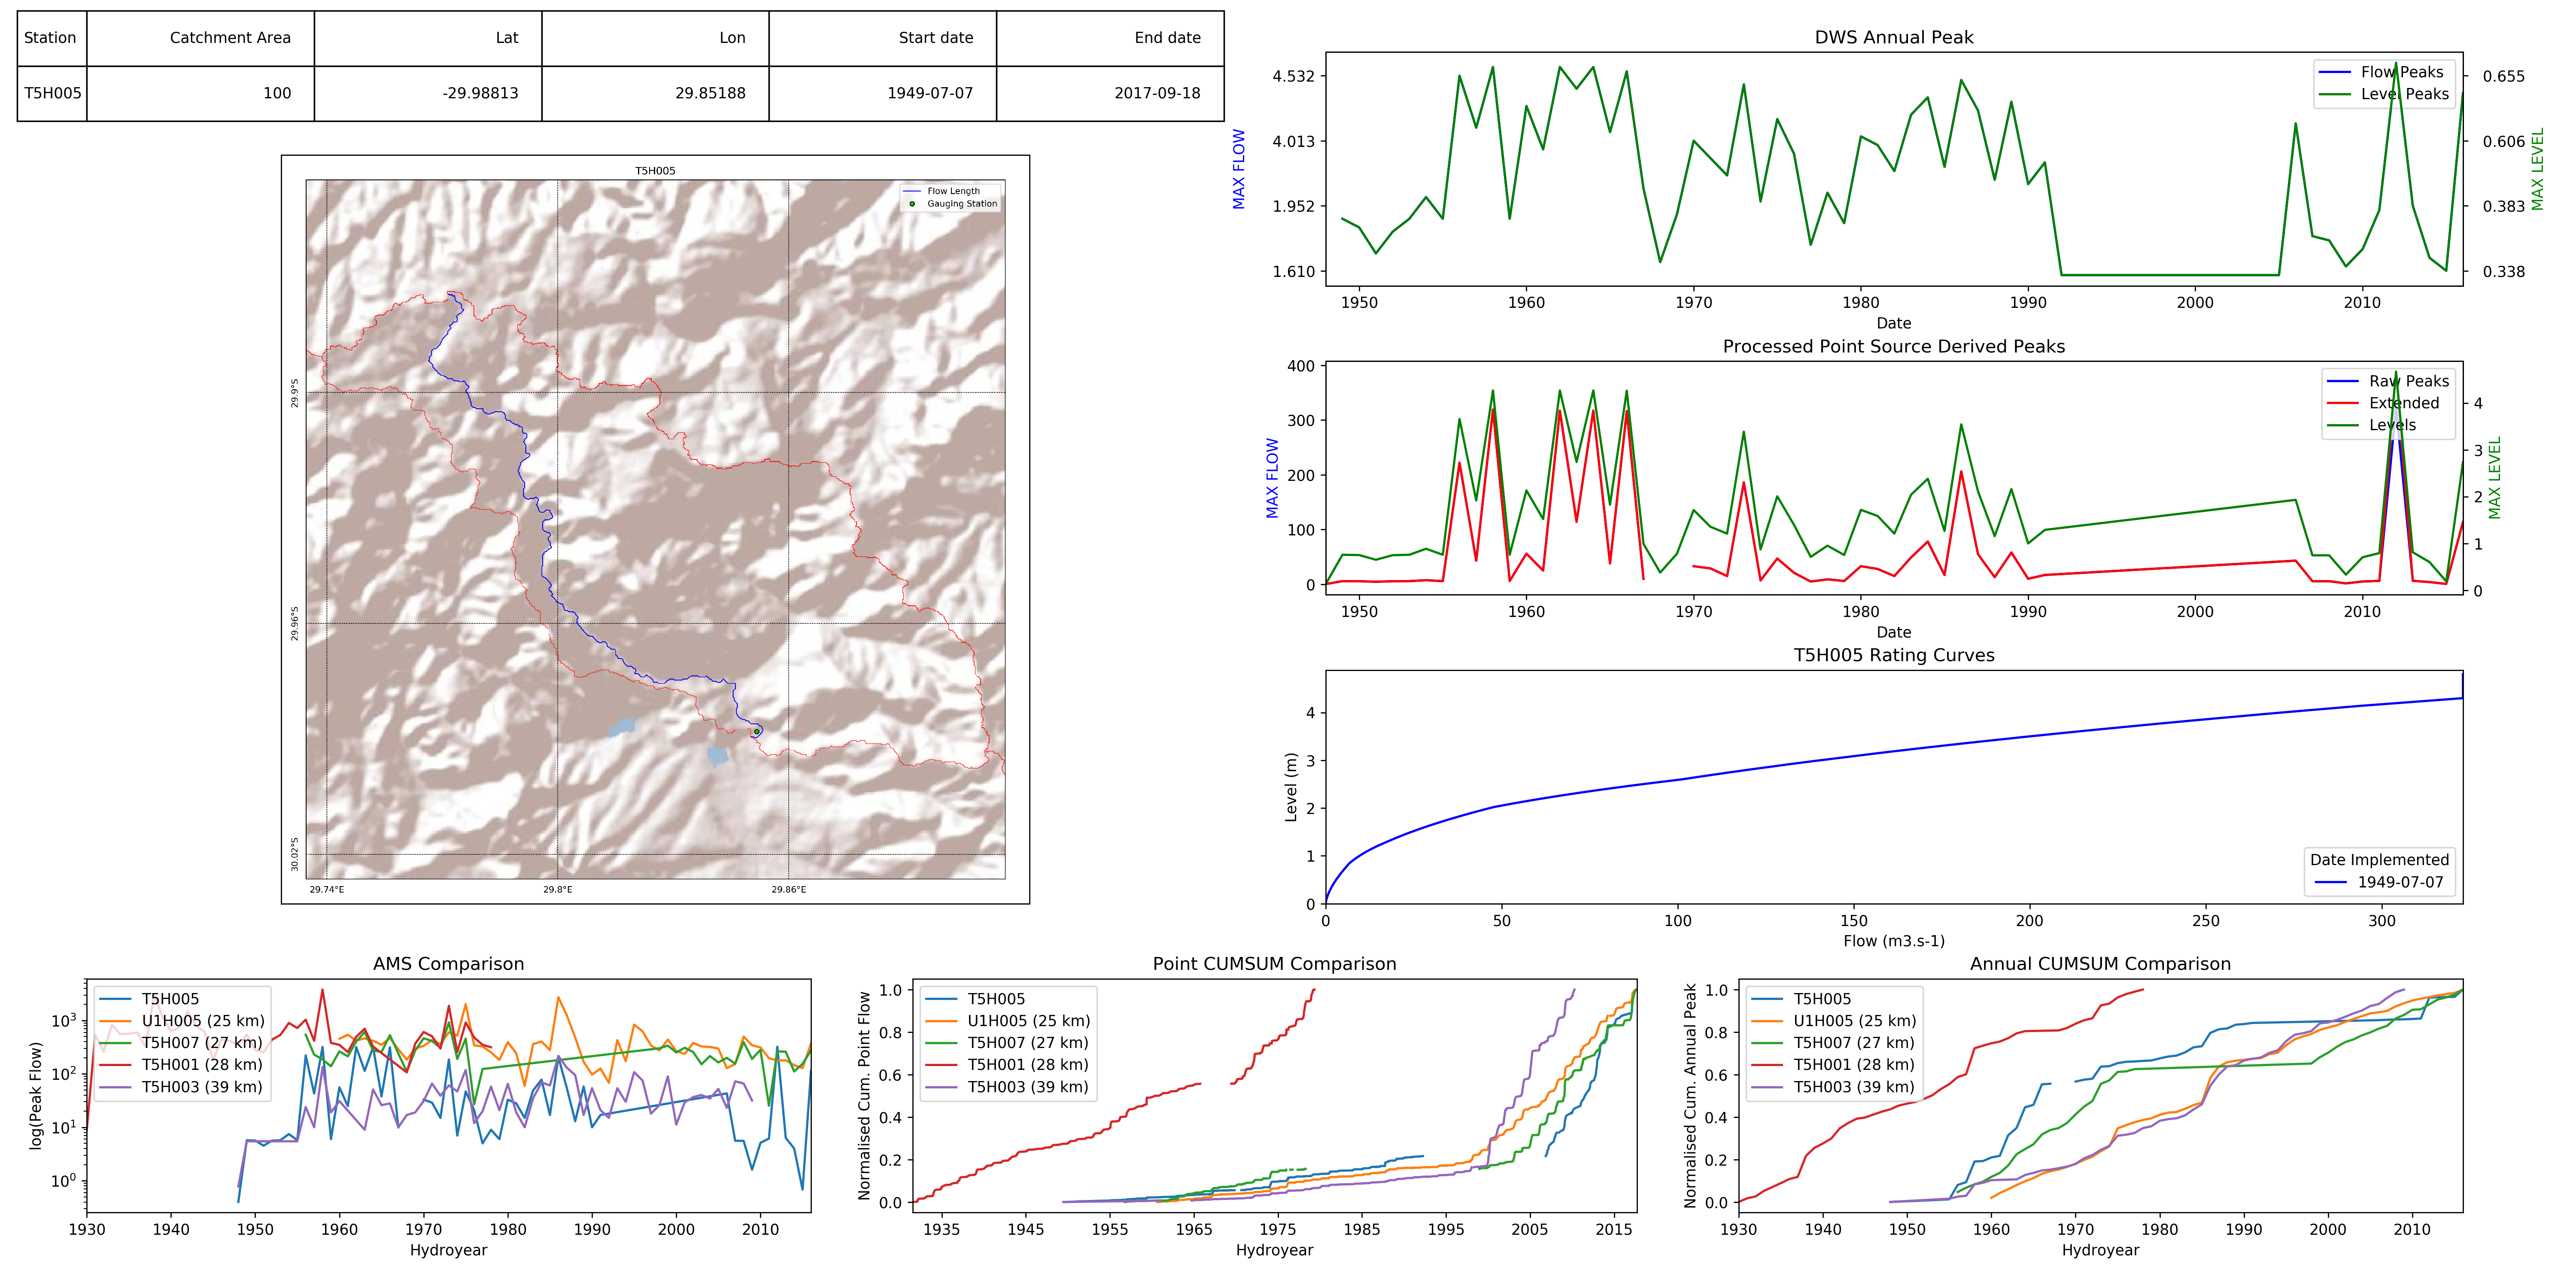 Station Catchment Area Lat Lon Start date End date
T5H005 100 -29.98813 29.85188 1949-07-07 2017-09-18
T5H005
Flow Length
Gauging Station
29.9°S
29.96°S
30.02°S
29.74°E 29.8°E 29.86°E
DWS Annual Peak
MAX FLOW
4.532
4.013
1.952
1.610
Flow Peaks
Level Peaks
0.655
0.606
0.383
0.338
MAX LEVEL
1950 1960 1970 1980 1990 2000 2010
Date
Processed Point Source Derived Peaks
MAX FLOW
400
300
200
100
0
Raw Peaks
Extended
Levels
4
3
2
1
0
MAX LEVEL
1950 1960 1970 1980 1990 2000 2010
Date
T5H005 Rating Curves
Level (m)
4
3
2
1
0
Date Implemented
1949-07-07
0 50 100 150 200 250 300
Flow (m3.s-1)
AMS Comparison
log(Peak Flow)
10³
10²
10¹
10⁰
T5H005
U1H005 (25 km)
T5H007 (27 km)
T5H001 (28 km)
T5H003 (39 km)
1930 1940 1950 1960 1970 1980 1990 2000 2010
Hydroyear
Point CUMSUM Comparison
Normalised Cum. Point Flow
1.0
0.8
0.6
0.4
0.2
0.0
T5H005
U1H005 (25 km)
T5H007 (27 km)
T5H001 (28 km)
T5H003 (39 km)
1935 1945 1955 1965 1975 1985 1995 2005 2015
Hydroyear
Annual CUMSUM Comparison
Normalised Cum. Annual Peak
1.0
0.8
0.6
0.4
0.2
0.0
T5H005
U1H005 (25 km)
T5H007 (27 km)
T5H001 (28 km)
T5H003 (39 km)
1930 1940 1950 1960 1970 1980 1990 2000 2010
Hydroyear